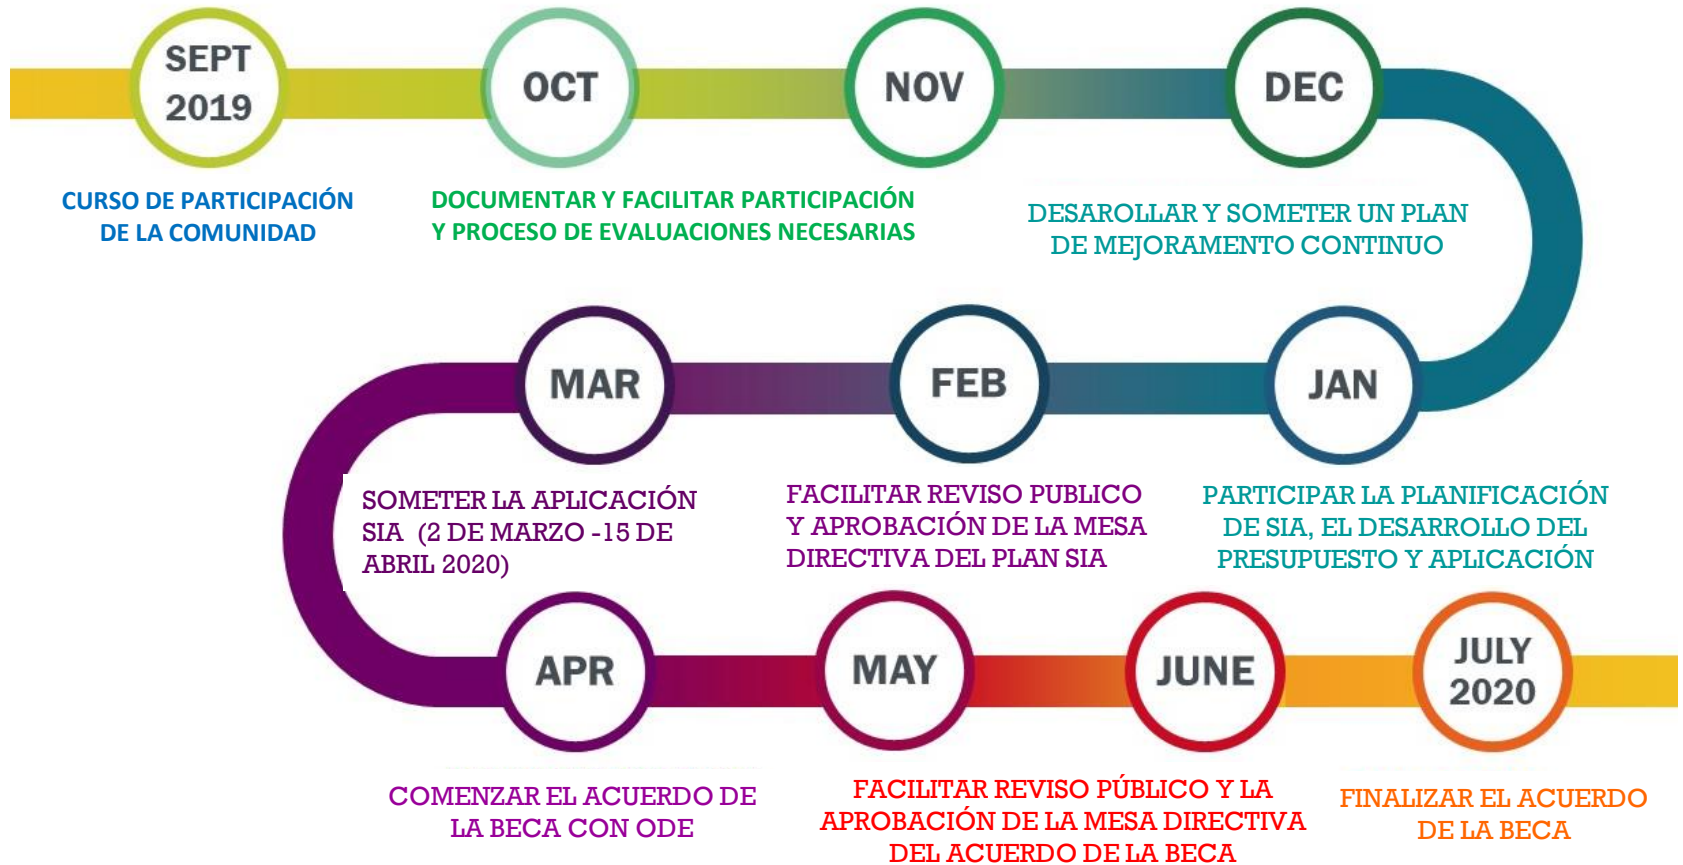 SEPT
2019
OCT
NOV
DEC
CURSO DE PARTICIPACIÓN
DE LA COMUNIDAD
DOCUMENTAR Y FACILITAR PARTICIPACIÓN
Y PROCESO DE EVALUACIONES NECESARIAS
DESAROLLAR Y SOMETER UN PLAN
DE MEJORAMENTO CONTINUO
MAR
FEB
JAN
SOMETER LA APLICACIÓN
SIA (2 DE MARZO -15 DE
ABRIL 2020)
FACILITAR REVISO PUBLICO
Y APROBACIÓN DE LA MESA
DIRECTIVA DEL PLAN SIA
PARTICIPAR LA PLANIFICACIÓN
DE SIA, EL DESARROLLO DEL
PRESUPUESTO Y APLICACIÓN
APR
MAY
JUNE
JULY
2020
COMENZAR EL ACUERDO DE
LA BECA CON ODE
FACILITAR REVISO PÚBLICO Y LA
APROBACIÓN DE LA MESA DIRECTIVA
DEL ACUERDO DE LA BECA
FINALIZAR EL ACUERDO
DE LA BECA